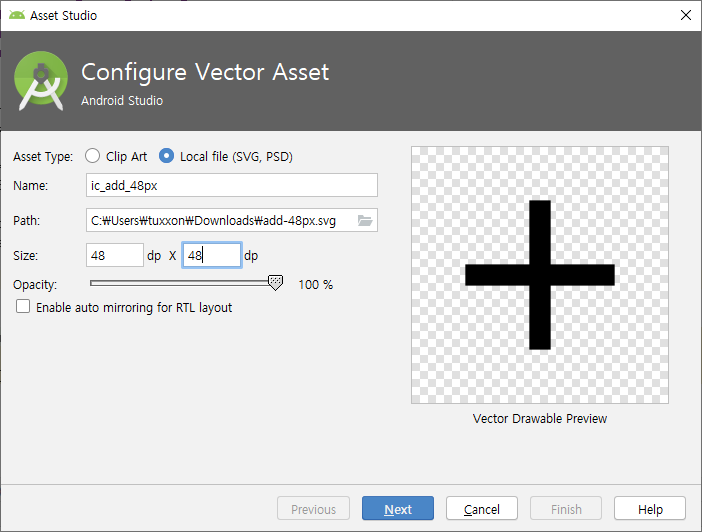 Asset Studio
Configure Vector Asset
Android Studio
Asset Type: Clip Art Local file (SVG, PSD)
Name: ic_add_48px
Path: C:₩Users₩tuxxon₩Downloads₩add-48px.svg
Size: 48 dp X 48 dp
Opacity: 100 %
Enable auto mirroring for RTL layout
Vector Drawable Preview
Previous Next Cancel Finish Help